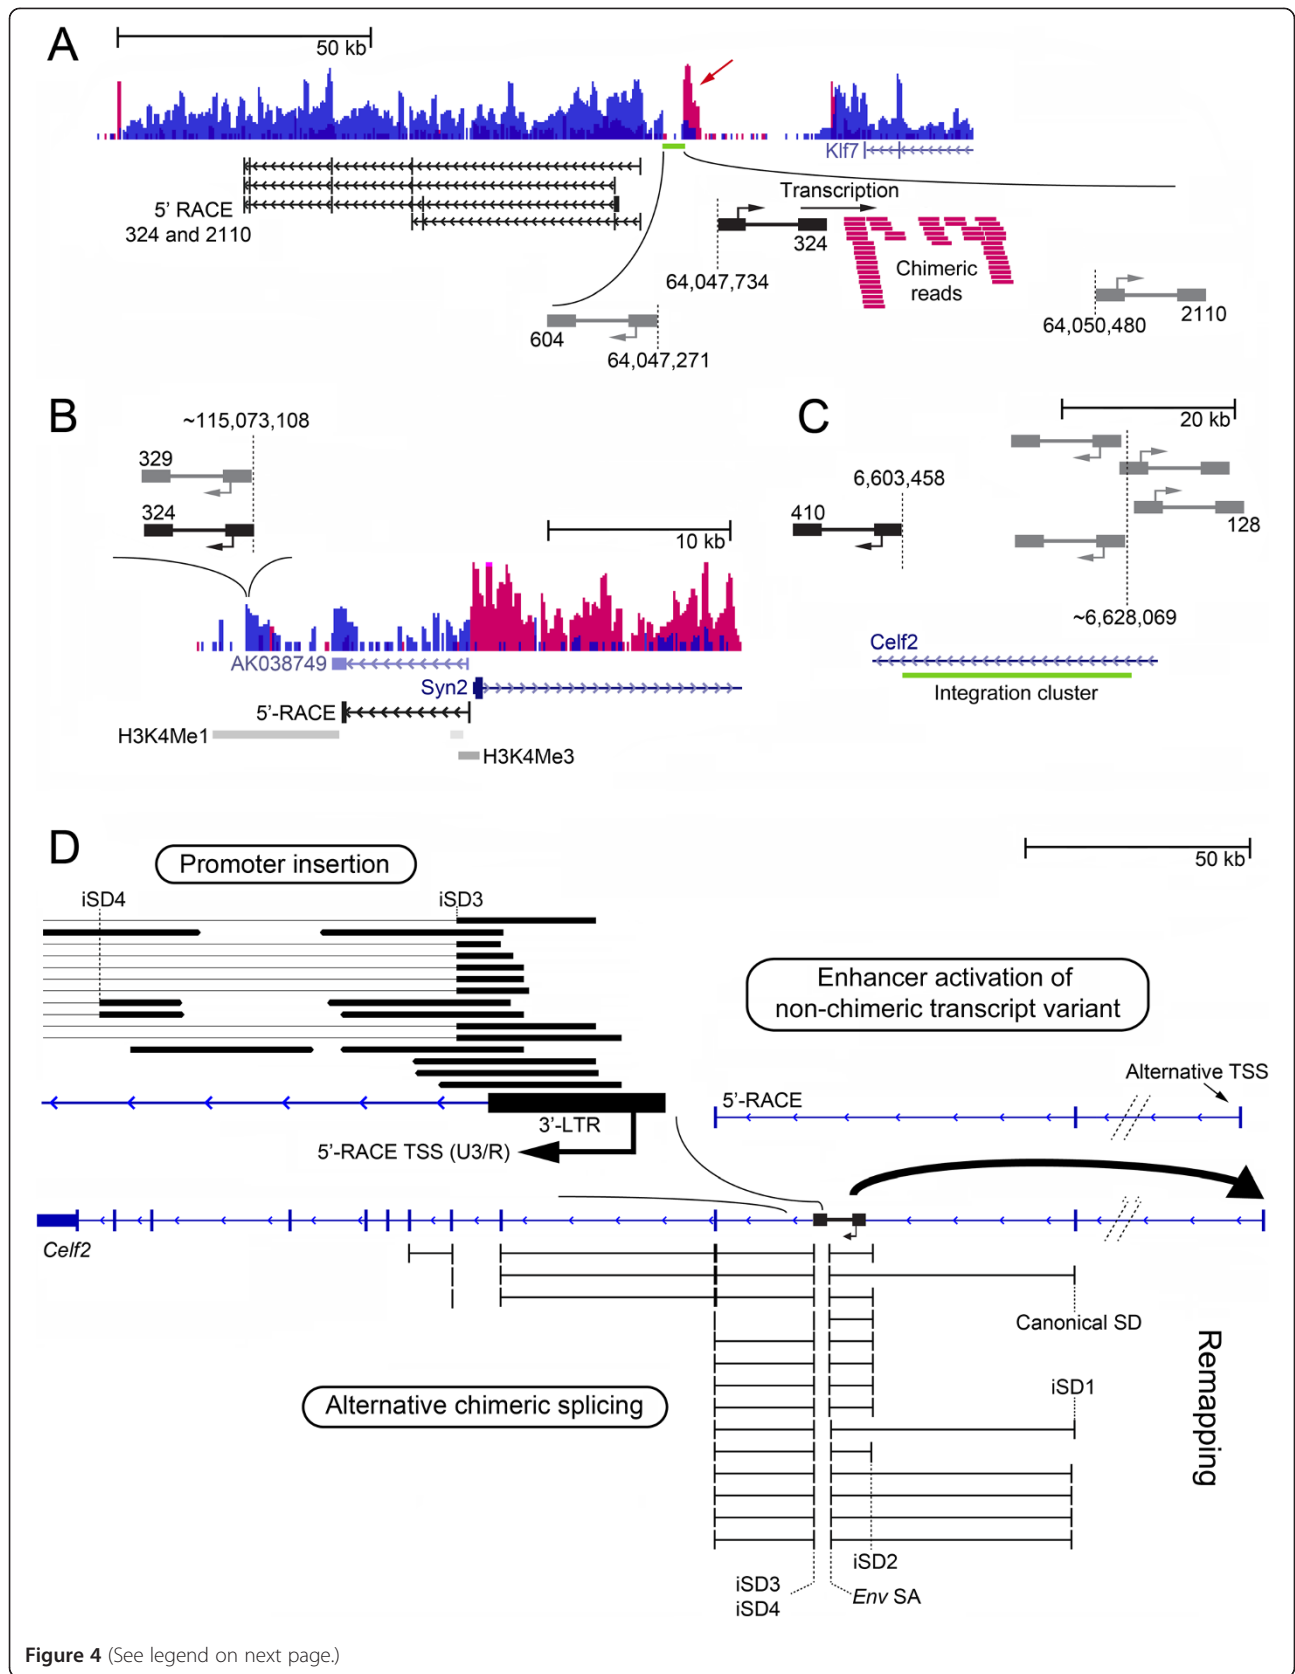 A
50 kb
Klf7
5' RACE
324 and 2110
Transcription
324
64,047,734
Chimeric
reads
64,050,480
2110
604
64,047,271
B
~115,073,108
329
324
10 kb
AK038749
Syn2
5'-RACE
H3K4Me1
H3K4Me3
C
20 kb
6,603,458
410
128
~6,628,069
Celf2
Integration cluster
D
50 kb
Promoter insertion
iSD4
iSD3
Enhancer activation of
non-chimeric transcript variant
Alternative TSS
5'-RACE
3'-LTR
5'-RACE TSS (U3/R)
Celf2
Canonical SD
Remapping
iSD1
Alternative chimeric splicing
iSD2
iSD3
iSD4
Env SA
Figure 4 (See legend on next page.)